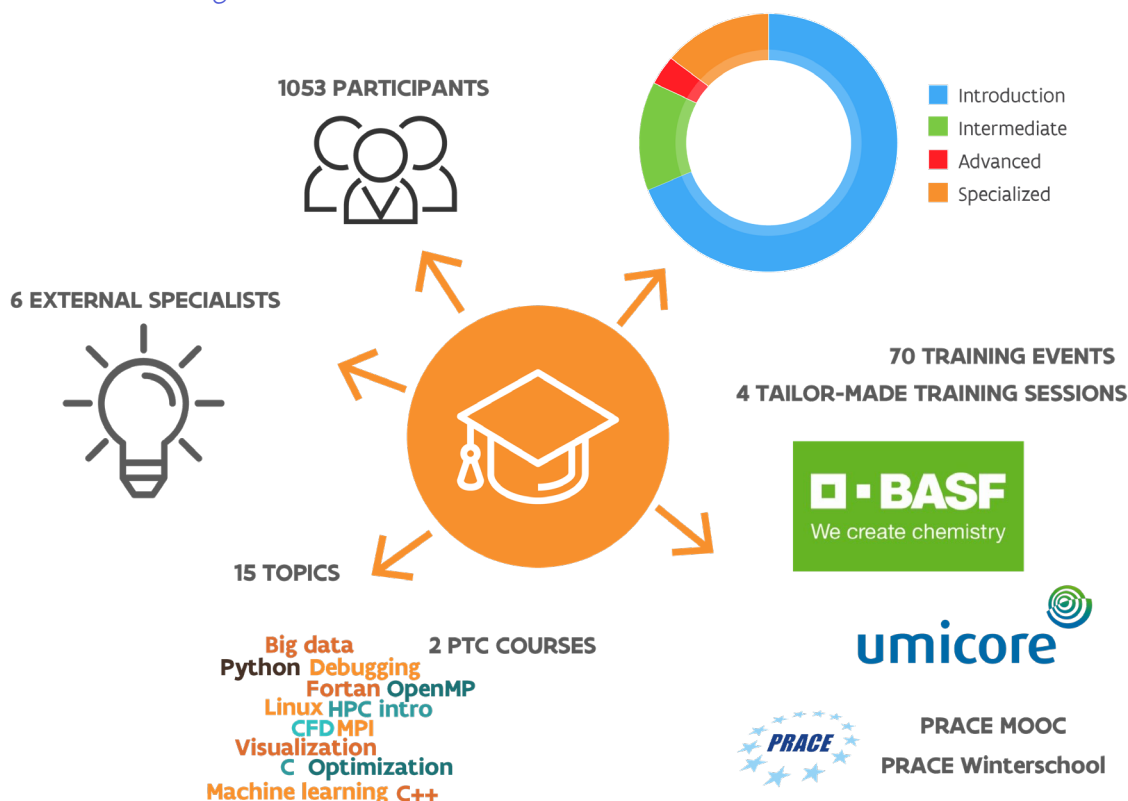 1053 PARTICIPANTS
Introduction
Intermediate
Advanced
Specialized
6 EXTERNAL SPECIALISTS
70 TRAINING EVENTS
4 TAILOR-MADE TRAINING SESSIONS
BASF
We create chemistry
15 TOPICS
2 PTC COURSES
Big data
Python Debugging
Fortan OpenMP
Linux HPC intro
CFD MPI
Visualization
C Optimization
Machine learning C++
umicore
PRACE
PRACE MOOC
PRACE Winterschool